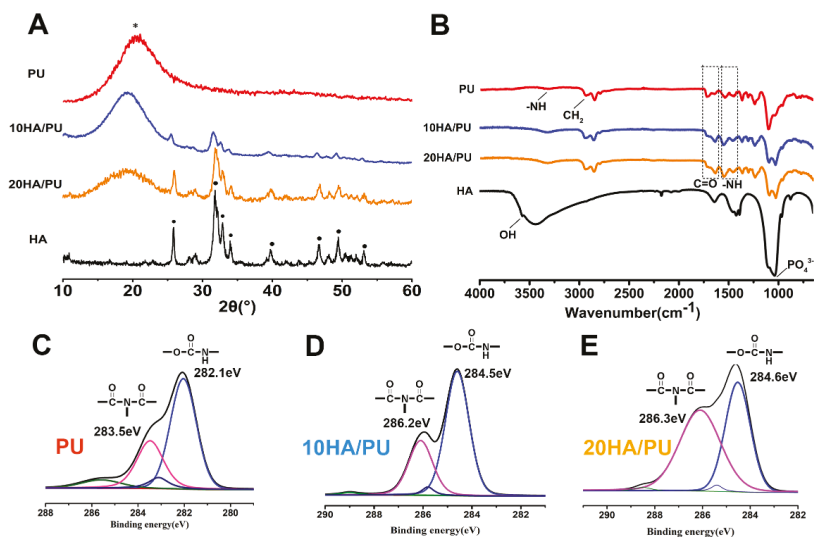 A
*
PU
10HA/PU
20HA/PU
HA
10 20 30 40 50 60
2θ(°)
B
PU
-NH
CH2
10HA/PU
20HA/PU
C=O -NH
HA
OH
PO4 3-
4000 3500 3000 2500 2000 1500 1000
Wavenumber(cm-1)
C
O
—O—C—N—
H
282.1eV
O O
—C—N—C—
283.5eV
PU
288 286 284 282 280
Binding energy(eV)
D
O
—O—C—N—
H
284.5eV
O O
—C—N—C—
286.2eV
10HA/PU
290 288 286 284 282
Binding energy(eV)
E
O
—O—C—N—
H
284.6eV
O O
—C—N—C—
286.3eV
20HA/PU
290 288 286 284 282
Binding energy(eV)